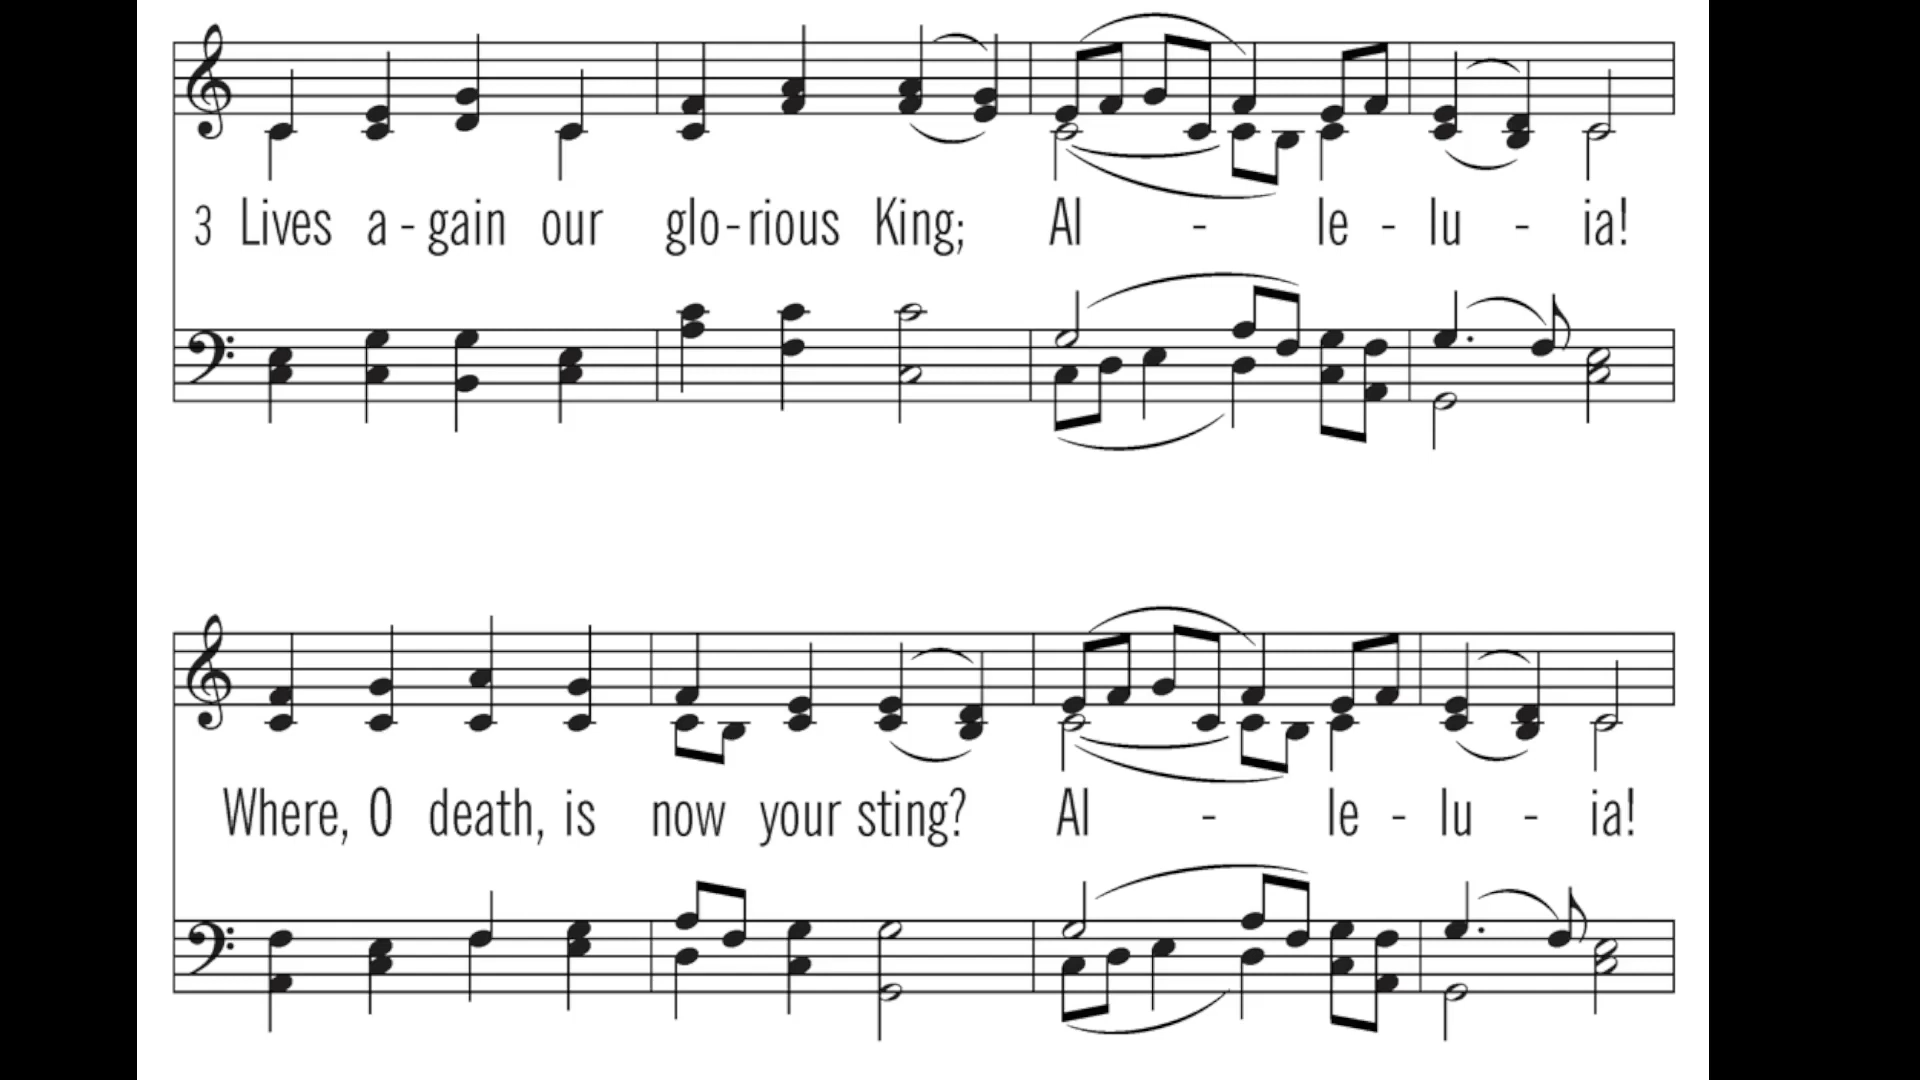 3 Lives a - gain our glo - rious King; Al - le - lu - ia!
Where, O death, is now your sting? Al - le - lu - ia!